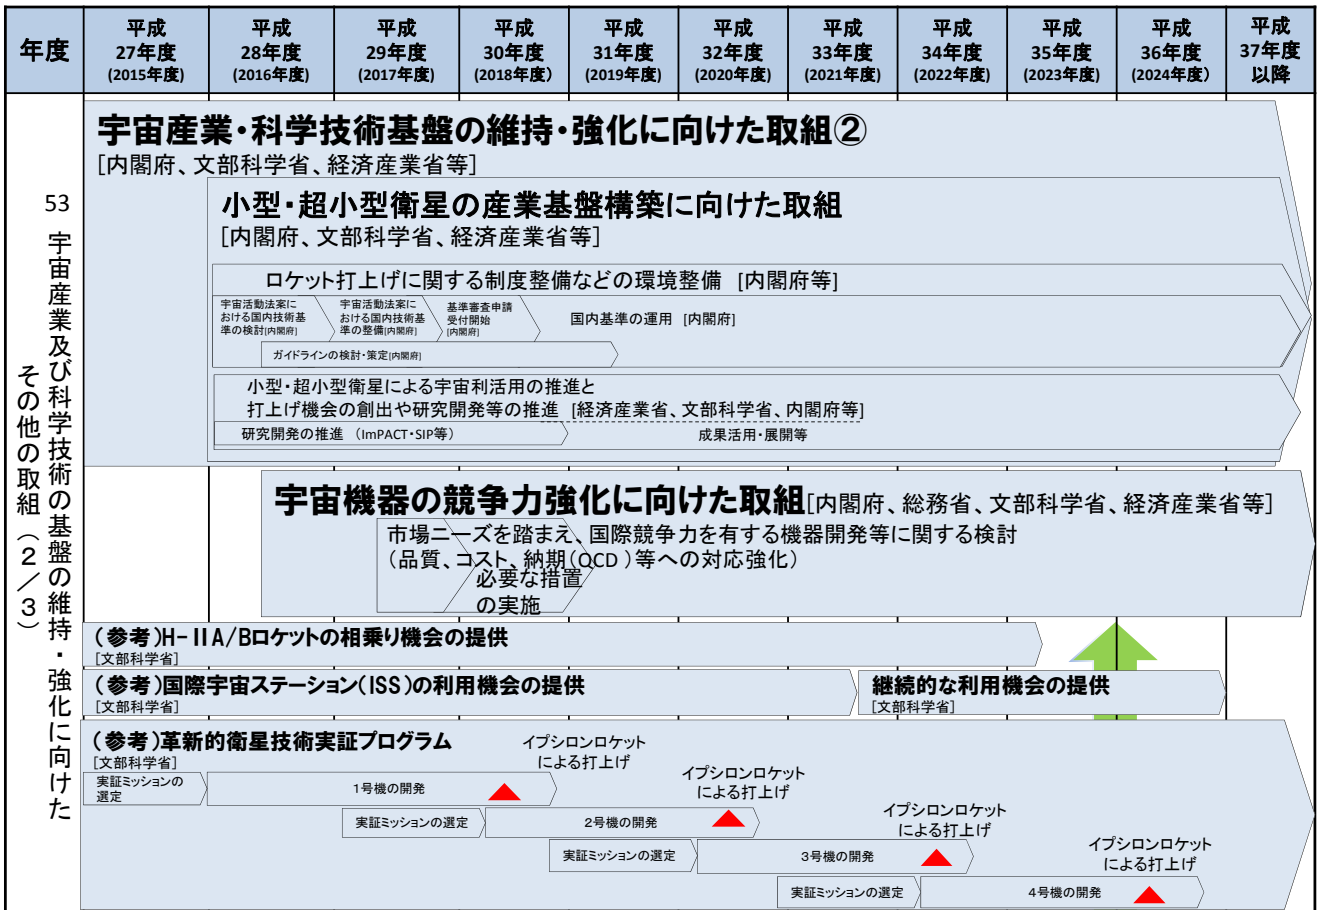 年度
平成
27年度
(2015年度)
平成
28年度
(2016年度)
平成
29年度
(2017年度)
平成
30年度
(2018年度)
平成
31年度
(2019年度)
平成
32年度
(2020年度)
平成
33年度
(2021年度)
平成
34年度
(2022年度)
平成
35年度
(2023年度)
平成
36年度
(2024年度)
平成
37年度
以降
53 宇宙産業及び科学技術の基盤の維持・強化に向けた
その他の取組(2/3)
宇宙産業・科学技術基盤の維持・強化に向けた取組②
[内閣府、文部科学省、経済産業省等]
小型・超小型衛星の産業基盤構築に向けた取組
[内閣府、文部科学省、経済産業省等]
ロケット打上げに関する制度整備などの環境整備 [内閣府等]
宇宙活動法案に
おける国内技術基
準の検討[内閣府]
宇宙活動法案に
おける国内技術基
準の整備[内閣府]
基準審査申請
受付開始
[内閣府]
国内基準の運用 [内閣府]
ガイドラインの検討・策定[内閣府]
小型・超小型衛星による宇宙利活用の推進と
打上げ機会の創出や研究開発等の推進 [経済産業省、文部科学省、内閣府等]
研究開発の推進 (ImPACT・SIP等)
成果活用・展開等
宇宙機器の競争力強化に向けた取組[内閣府、総務省、文部科学省、経済産業省等]
市場ニーズを踏まえ、国際競争力を有する機器開発等に関する検討
(品質、コスト、納期(QCD)等への対応強化)
必要な措置
の実施
(参考)H-ⅡA/Bロケットの相乗り機会の提供
[文部科学省]
(参考)国際宇宙ステーション(ISS)の利用機会の提供
[文部科学省]
継続的な利用機会の提供
[文部科学省]
(参考)革新的衛星技術実証プログラム
[文部科学省]
イプシロンロケット
による打上げ
実証ミッションの
選定
1号機の開発
イプシロンロケット
による打上げ
実証ミッションの選定
2号機の開発
イプシロンロケット
による打上げ
実証ミッションの選定
3号機の開発
イプシロンロケット
による打上げ
実証ミッションの選定
4号機の開発